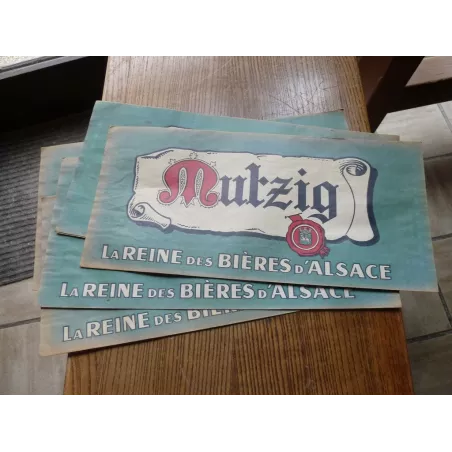 Mutzig
LA REINE DES BIÈRES D'ALSACE
LA REINE DES BIÈRES D'ALSACE
LA REINE DES